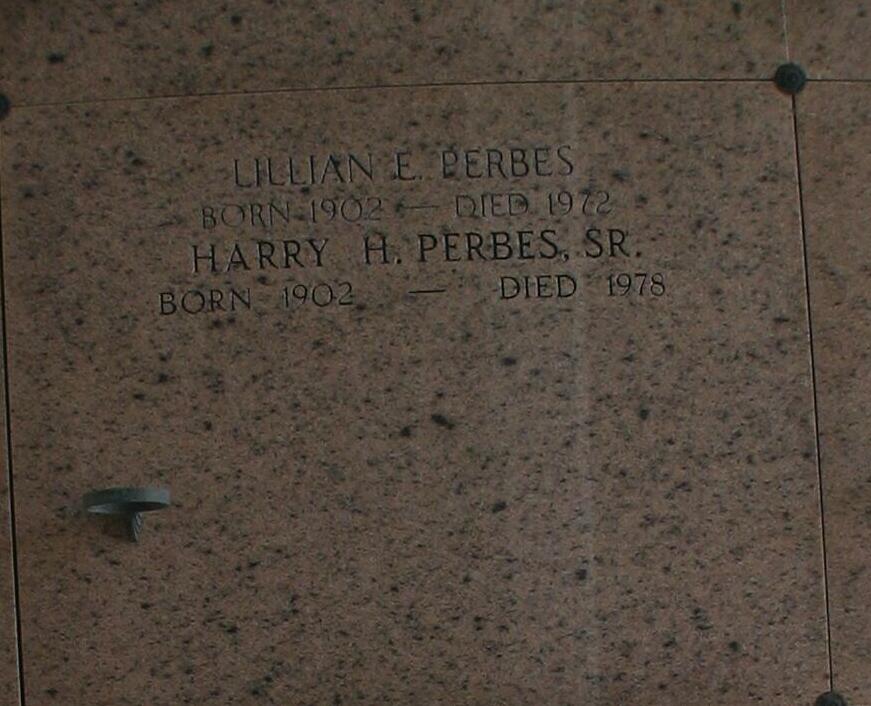 LILLIAN E. PERBES
BORN 1902 — DIED 1972
HARRY H. PERBES, SR.
BORN 1902 — DIED 1978